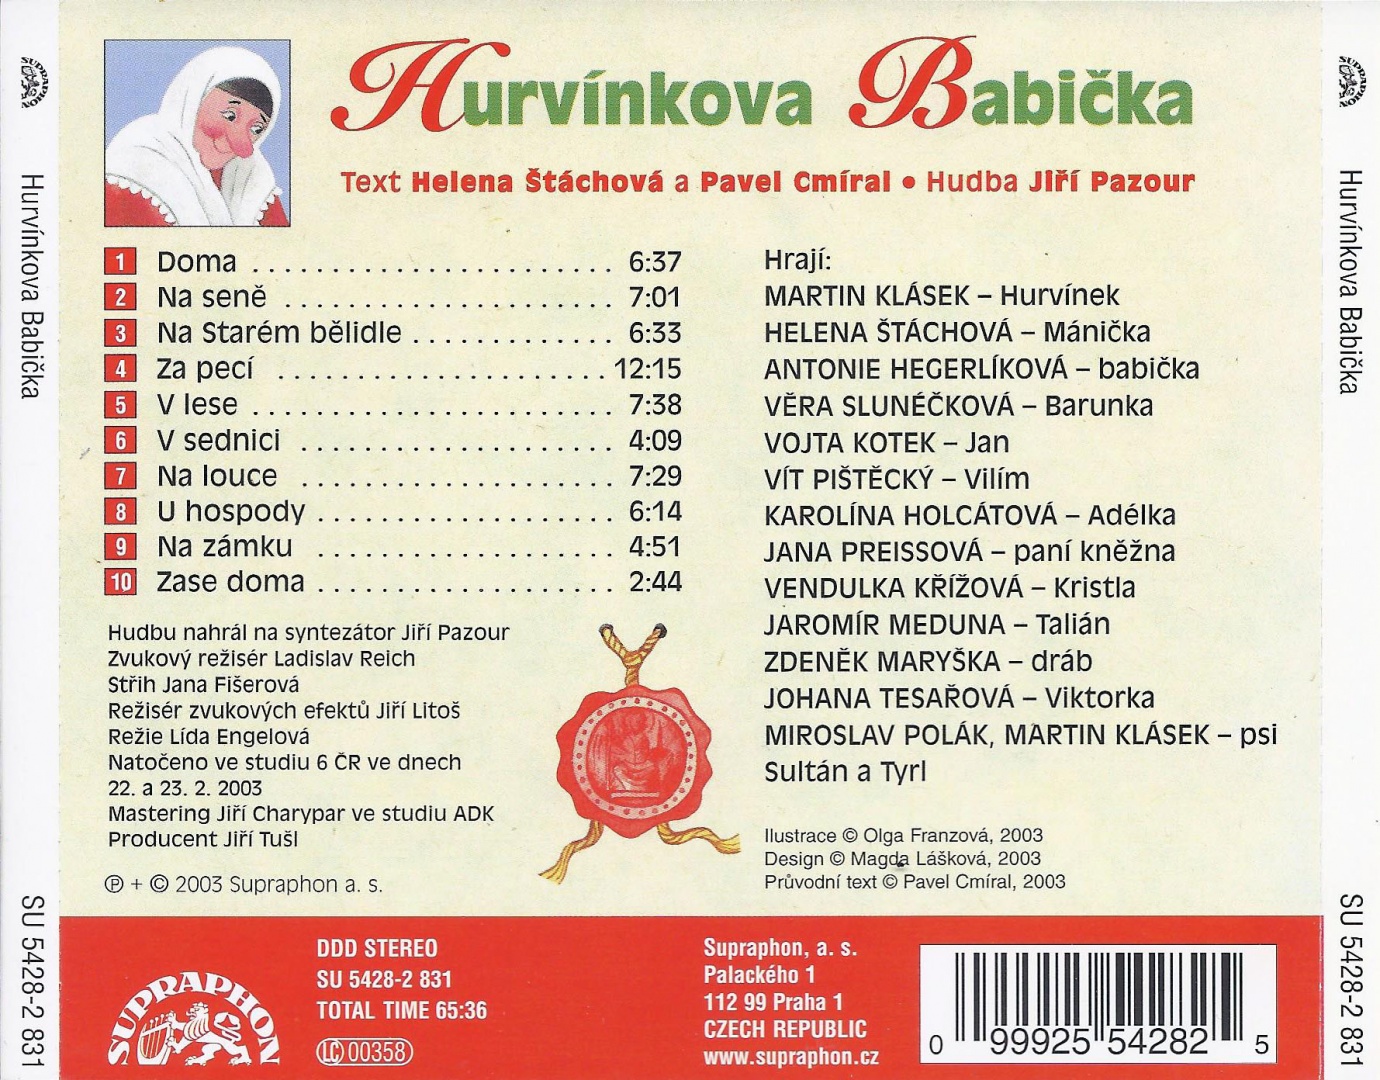 Hurvínkova Babička
Text Helena Štáchová a Pavel Cmíral • Hudba Jiří Pazour
1 Doma 6:37
2 Na seně 7:01
3 Na Starém bělidle 6:33
4 Za pecí 12:15
5 V lese 7:38
6 V sednici 4:09
7 Na louce 7:29
8 U hospody 6:14
9 Na zámku 4:51
10 Zase doma 2:44
Hudbu nahrál na syntezátor Jiří Pazour
Zvukový režisér Ladislav Reich
Střih Jana Fišerová
Režisér zvukových efektů Jiří Litoš
Režie Lída Engelová
Natočeno ve studiu 6 ČR ve dnech
22. a 23. 2. 2003
Mastering Jiří Charypar ve studiu ADK
Producent Jiří Tušl
℗ + © 2003 Supraphon a. s.
Hrají:
MARTIN KLÁSEK – Hurvínek
HELENA ŠTÁCHOVÁ – Mánička
ANTONIE HEGERLÍKOVÁ – babička
VĚRA SLUNÉČKOVÁ – Barunka
VOJTA KOTEK – Jan
VÍT PIŠTĚCKÝ – Vilím
KAROLÍNA HOLCÁTOVÁ – Adélka
JANA PREISSOVÁ – paní kněžna
VENDULKA KŘÍŽOVÁ – Kristla
JAROMÍR MEDUNA – Talián
ZDENĚK MARYŠKA – dráb
JOHANA TESAŘOVÁ – Viktorka
MIROSLAV POLÁK, MARTIN KLÁSEK – psi
Sultán a Tyrl
Ilustrace © Olga Franzová, 2003
Design © Magda Lášková, 2003
Průvodní text © Pavel Cmíral, 2003
SUPRAPHON
DDD STEREO
SU 5428-2 831
TOTAL TIME 65:36
LC 00358
Supraphon, a. s.
Palackého 1
112 99 Praha 1
CZECH REPUBLIC
www.supraphon.cz
0 99925 54282 5
SUPRAPHON
Hurvínkova Babička
SU 5428-2 831
SUPRAPHON
Hurvínkova Babička
SU 5428-2 831